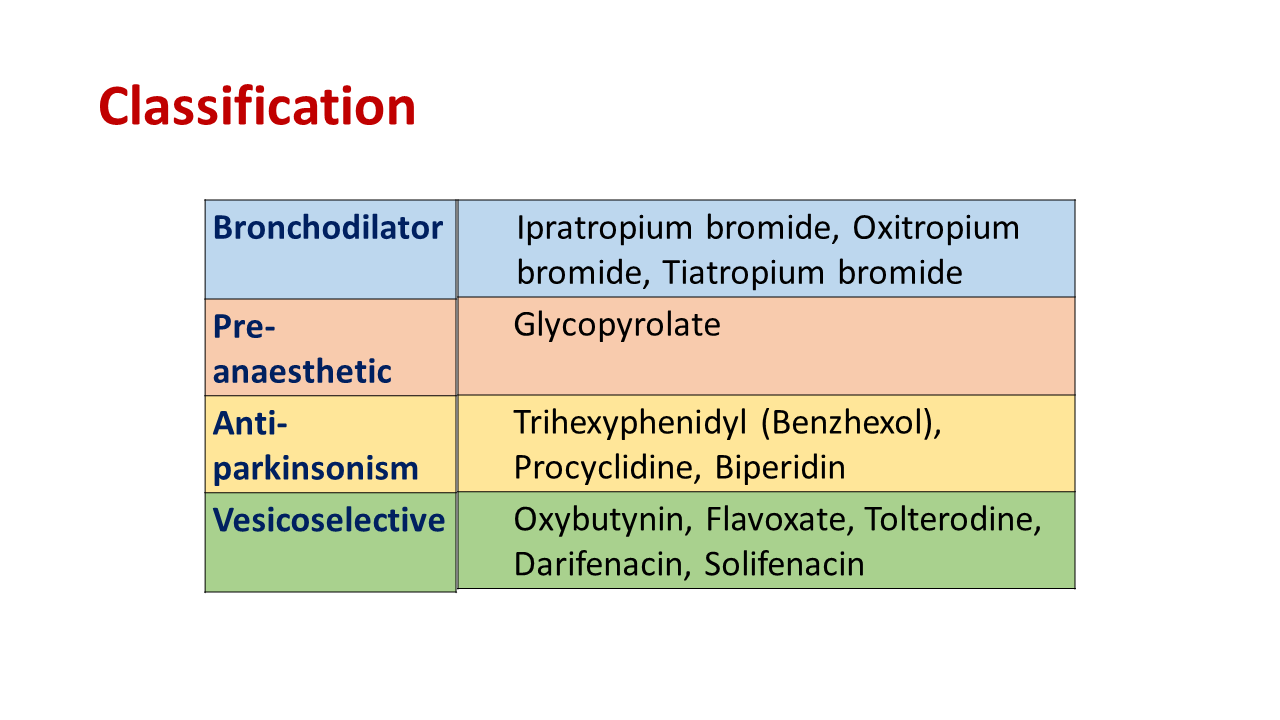 Classification
Bronchodilator
Ipratropium bromide, Oxitropium
bromide, Tiatropium bromide
Pre-
anaesthetic
Glycopyrolate
Anti-
parkinsonism
Trihexyphenidyl (Benzhexol),
Procyclidine, Biperidin
Vesicoselective
Oxybutynin, Flavoxate, Tolterodine,
Darifenacin, Solifenacin